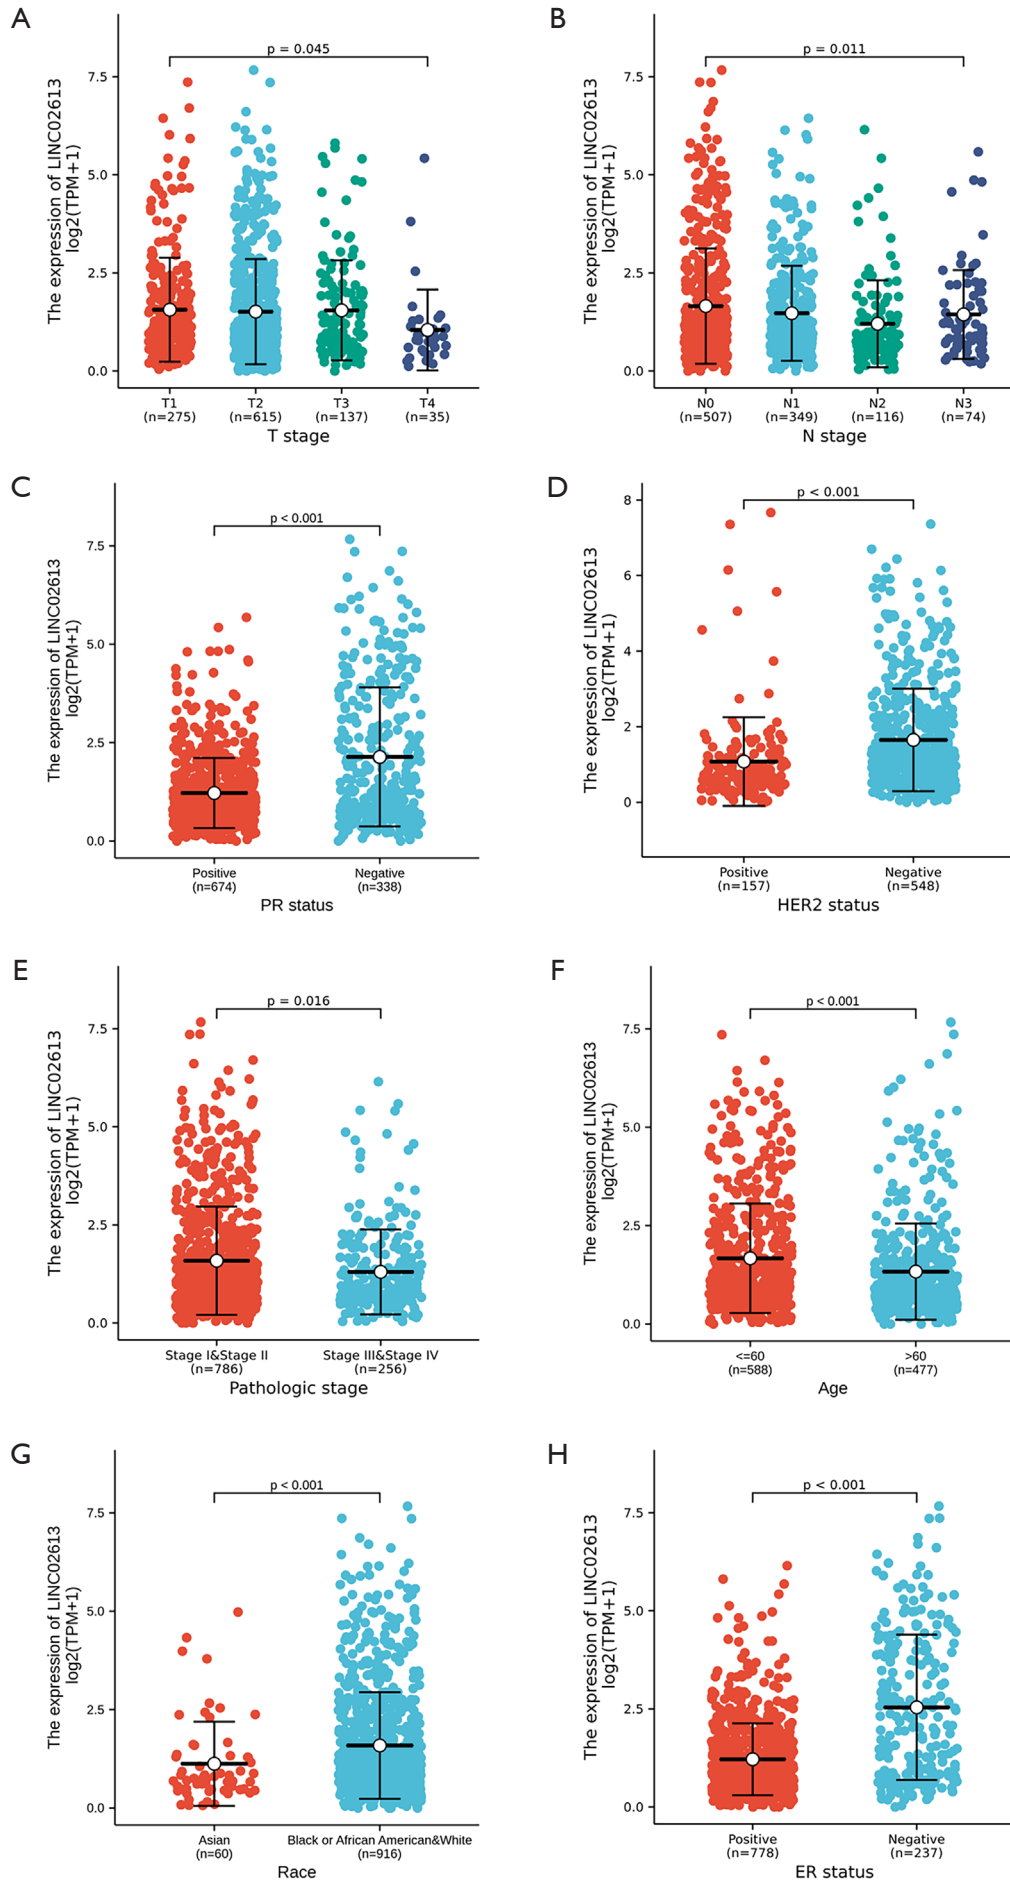 A
p = 0.045
The expression of LINC02613
log2(TPM+1)
7.5
5.0
2.5
0.0
T1 T2 T3 T4
(n=275) (n=615) (n=137) (n=35)
T stage
B
p = 0.011
The expression of LINC02613
log2(TPM+1)
7.5
5.0
2.5
0.0
N0 N1 N2 N3
(n=507) (n=349) (n=116) (n=74)
N stage
C
p < 0.001
The expression of LINC02613
log2(TPM+1)
7.5
5.0
2.5
0.0
Positive Negative
(n=674) (n=338)
PR status
D
p < 0.001
The expression of LINC02613
log2(TPM+1)
8
6
4
2
0
Positive Negative
(n=157) (n=548)
HER2 status
E
p = 0.016
The expression of LINC02613
log2(TPM+1)
7.5
5.0
2.5
0.0
Stage I&Stage II Stage III&Stage IV
(n=786) (n=256)
Pathologic stage
F
p < 0.001
The expression of LINC02613
log2(TPM+1)
7.5
5.0
2.5
0.0
<=60 >60
(n=588) (n=477)
Age
G
p < 0.001
The expression of LINC02613
log2(TPM+1)
7.5
5.0
2.5
0.0
Asian Black or African American&White
(n=60) (n=916)
Race
H
p < 0.001
The expression of LINC02613
log2(TPM+1)
7.5
5.0
2.5
0.0
Positive Negative
(n=778) (n=237)
ER status